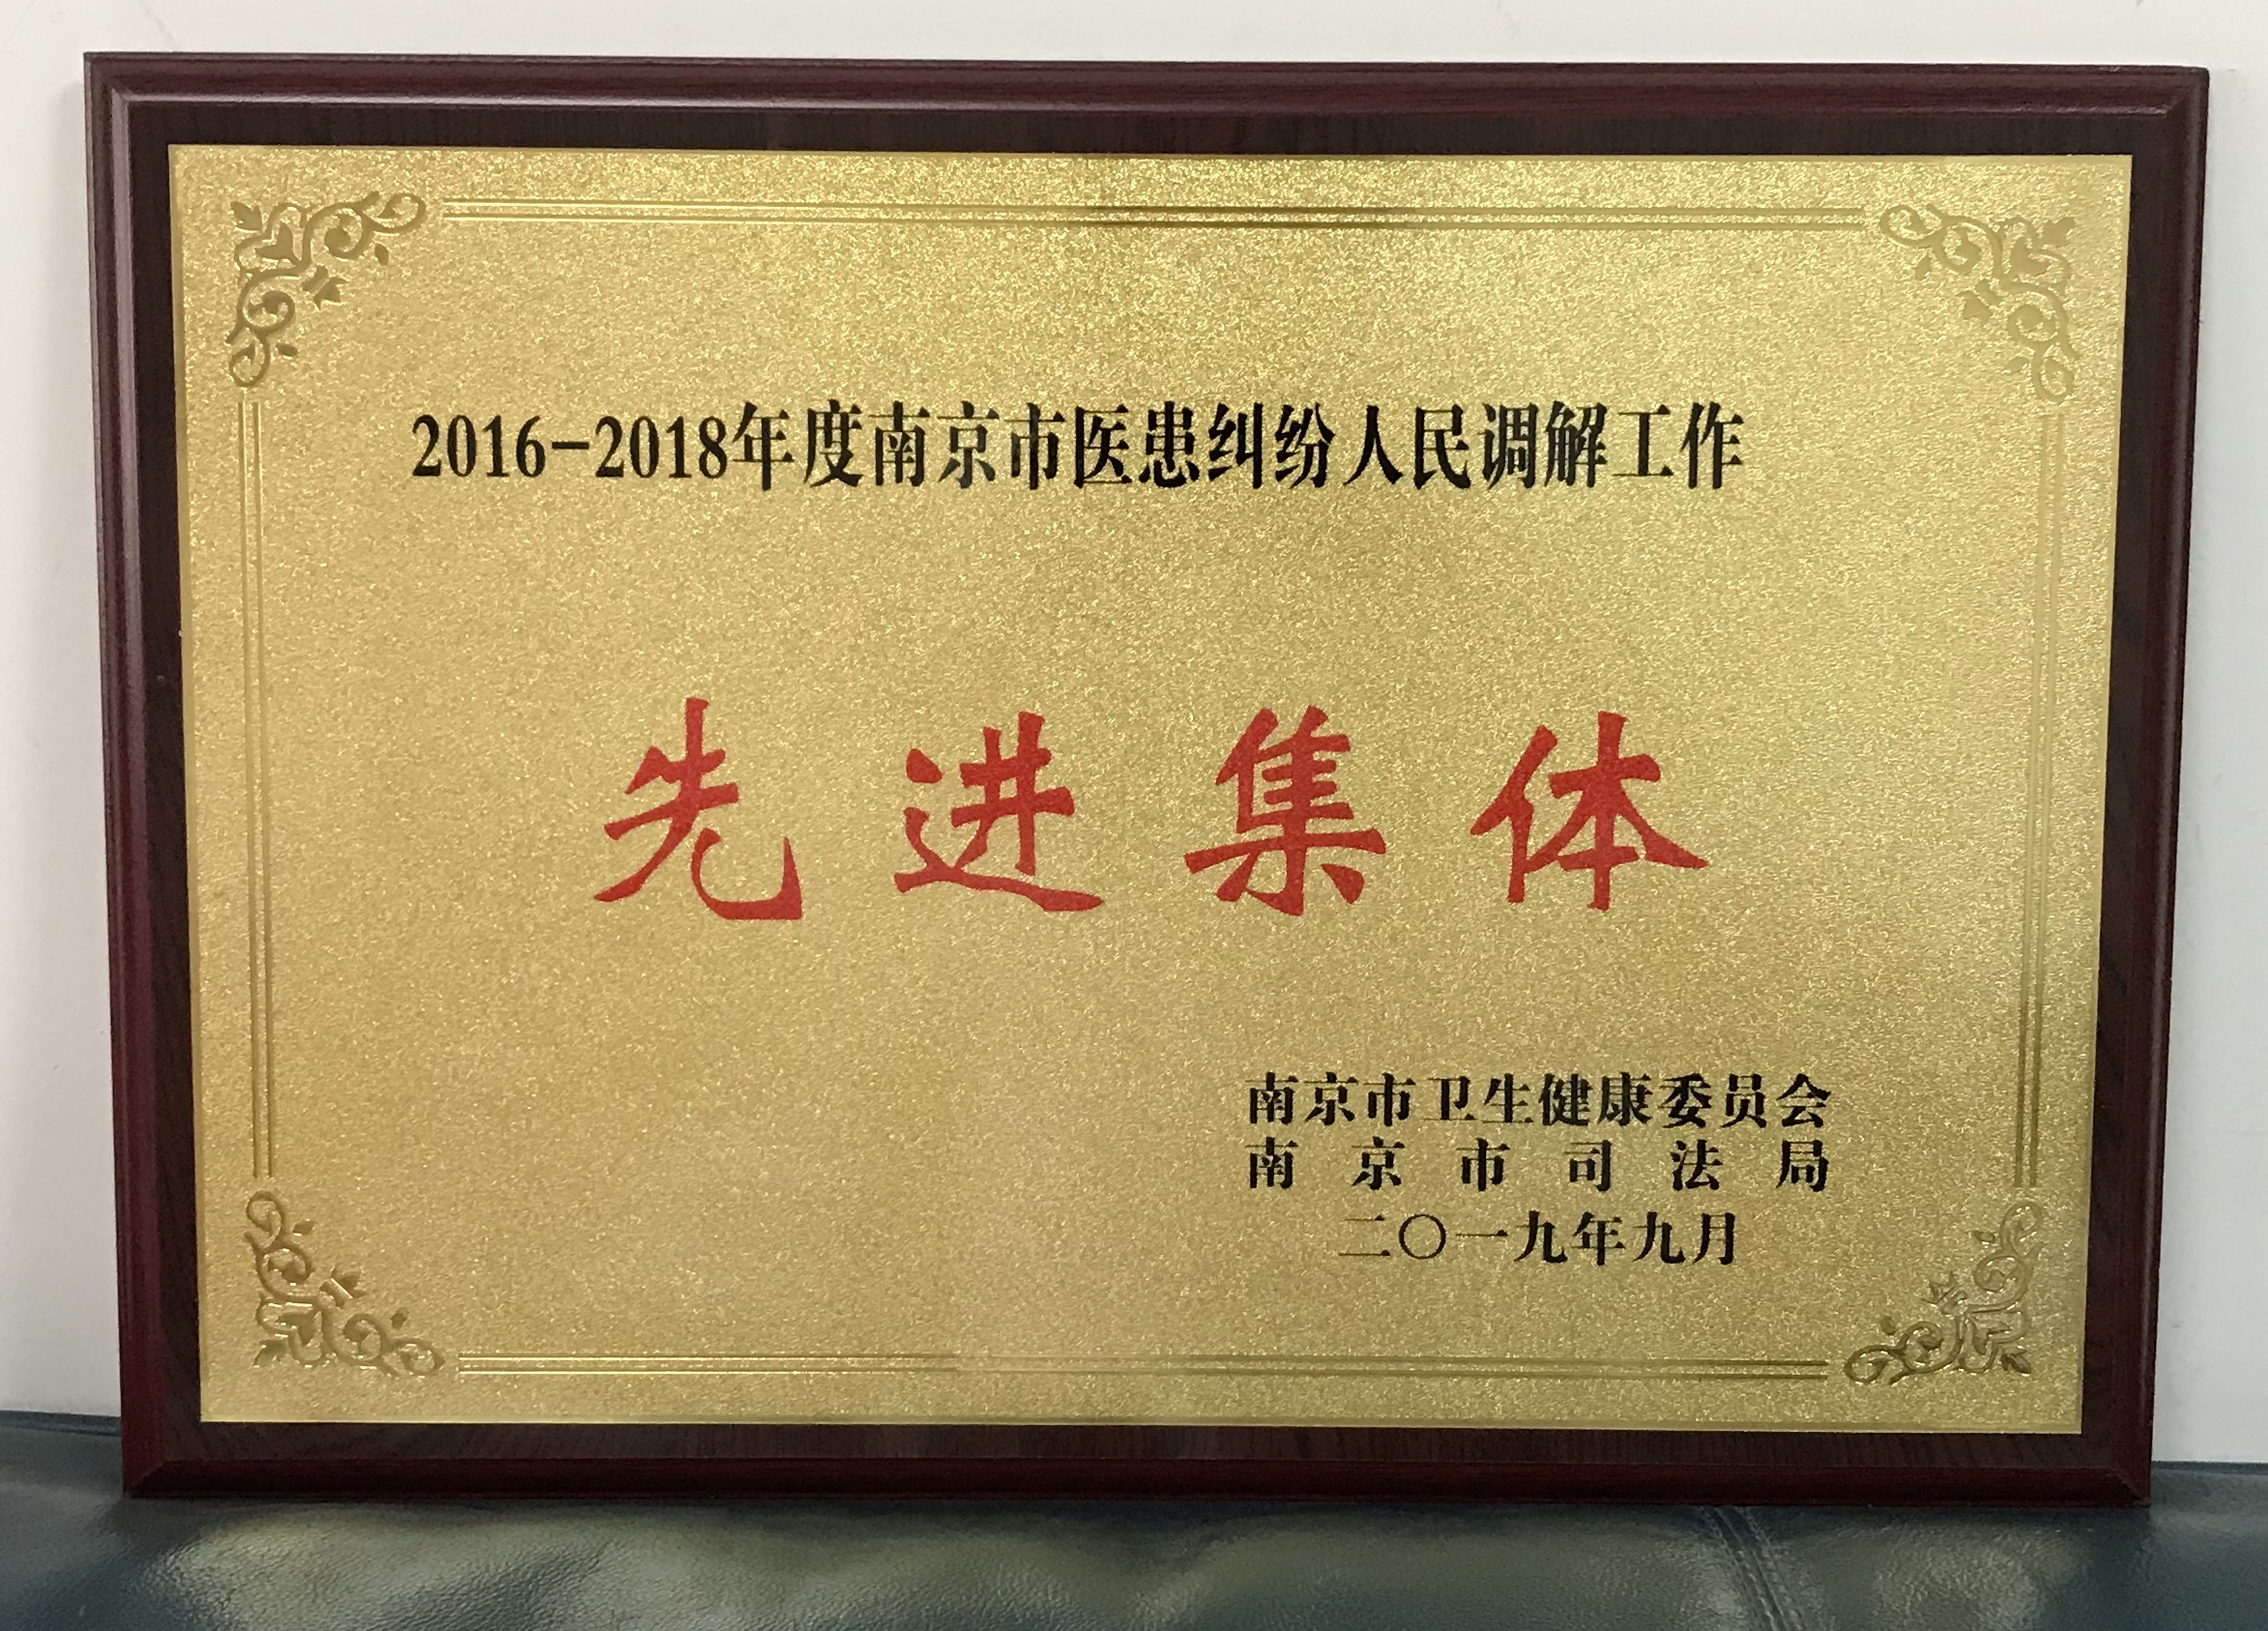 2016-2018年度南京市医患纠纷人民调解工作
先进集体
南京市卫生健康委员会
南京市司法局
二〇一九年九月